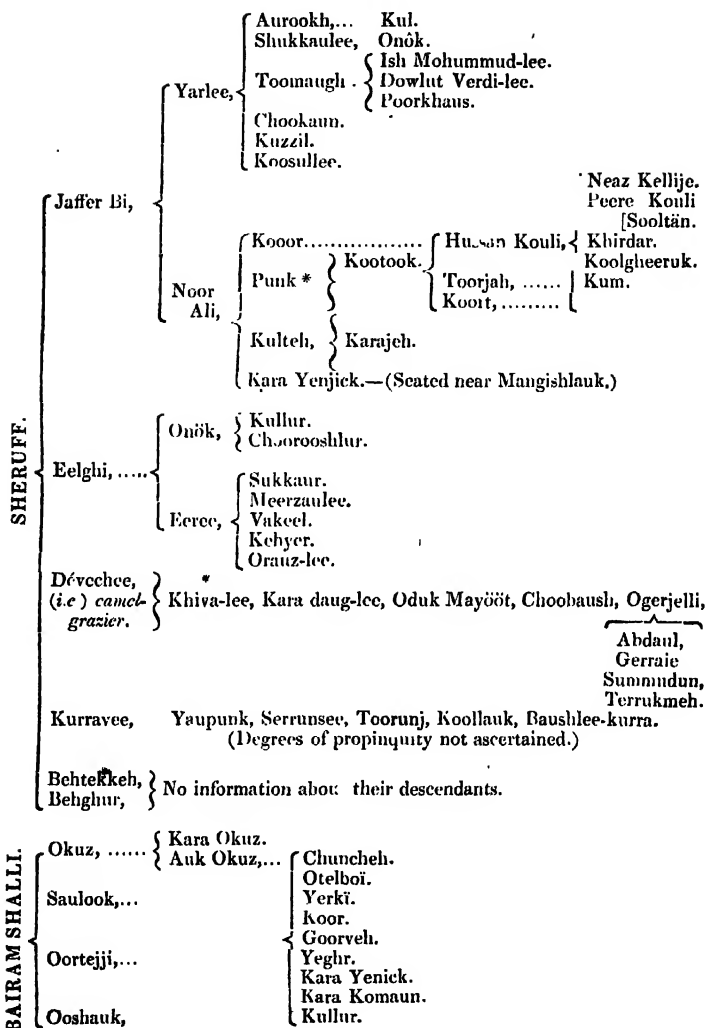 Aurookh,... Kul.
Shukkaulee, Onôk.
Yarlee, Toomaugh . Ish Mohummud-lee.
Dowlut Verdi-lee.
Poorkhaus.
Chookaun.
Kuzzil.
Koosullee.
Jaffer Bi,
Neaz Kellije.
Peere Kouli
[Sooltän.
Kooor.................. Kootook. Kouli, Khirdar.
Koolgheeruk.
Noor Ali, Punk * Toorjah, ...... Kum.
Koort,.........
Kulteh, Karajeh.
Kara Yenjick.—(Seated near Mangishlauk.)
SHERUFF.
Eelghi, ..... Onök, Kullur.
Choorooshlur.
Eeree, Sukkaur.
Meerzaulee.
Vakeel.
Kehyer.
Orauz-lee.
Dévechee,
(i.e) camel-
grazier. Khiva-lee, Kara daug-lee, Oduk Mayööt, Choobaush, Ogerjelli,
Abdaul,
Gerraie
Summudun,
Terrukmeh.
Kurravee, Yaupunk, Serrunsee, Toorunj, Koollauk, Baushlee-kurra.
(Degrees of propinquity not ascertained.)
Behtekkeh,
Behghur, No information about their descendants.
BAIRAM SHALLI.
Okuz, ...... Kara Okuz.
Auk Okuz,... Chuncheh.
Otelboï.
Saulook,... Yerkï.
Koor.
Goorveh.
Oortejji,... Yeghr.
Kara Yenick.
Kara Komaun.
Ooshauk, Kullur.